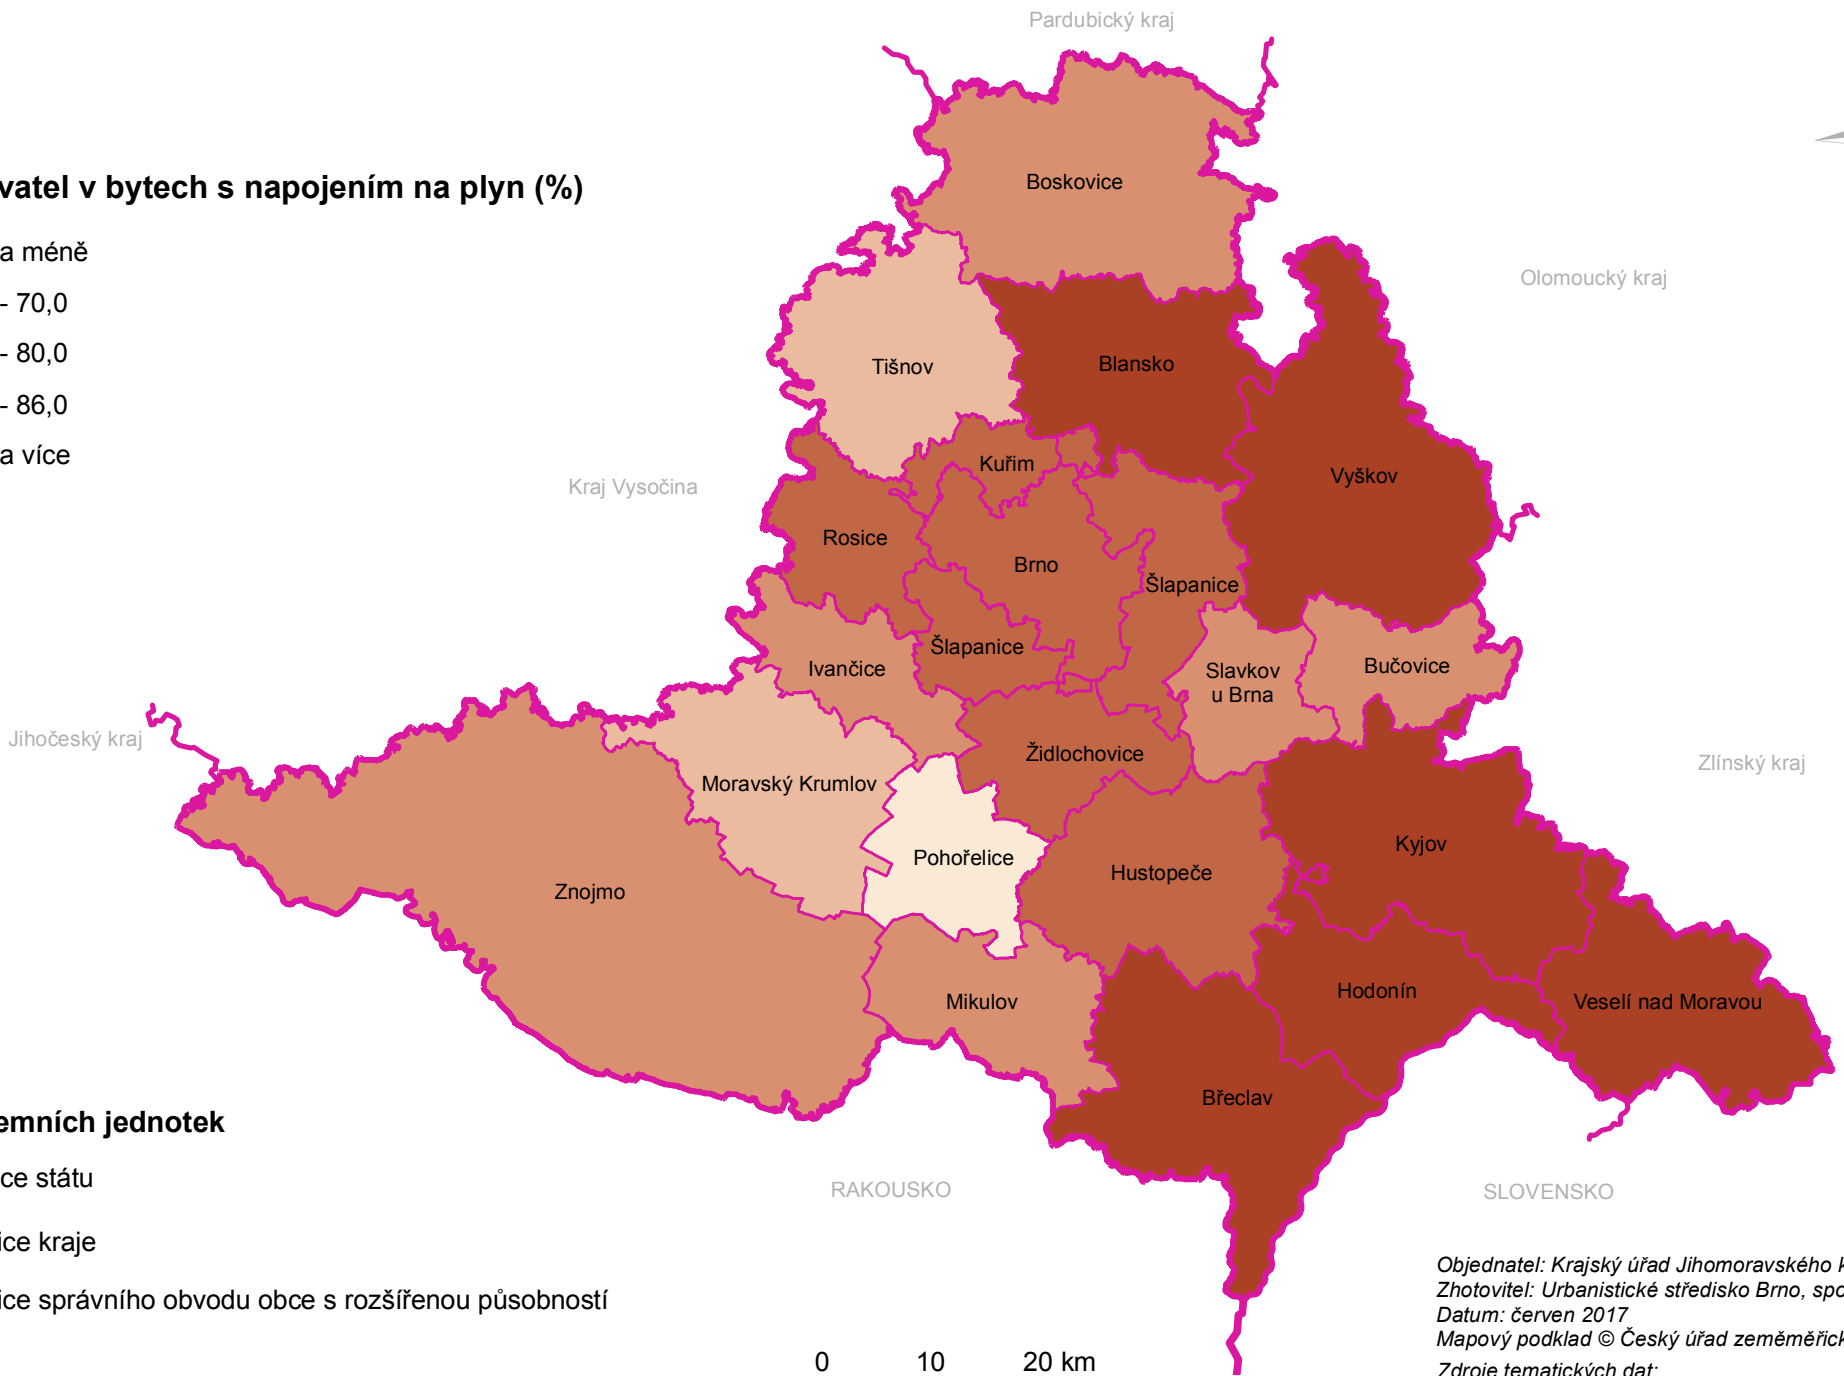 Pardubický kraj
vatel v bytech s napojením na plyn (%)
a méně
- 70,0
- 80,0
- 86,0
a více
Boskovice
Olomoucký kraj
Tišnov
Blansko
Kraj Vysočina
Kuřim
Vyškov
Rosice
Brno
Šlapanice
Šlapanice
Ivančice
Slavkov
u Brna
Bučovice
Jihočeský kraj
Židlochovice
Zlínský kraj
Moravský Krumlov
Pohořelice
Kyjov
Hustopeče
Znojmo
Mikulov
Hodonín
Veselí nad Moravou
Břeclav
emních jednotek
ce státu
RAKOUSKO
SLOVENSKO
ice kraje
ice správního obvodu obce s rozšířenou působností
0 10 20 km
Objednatel: Krajský úřad Jihomoravského k
Zhotovitel: Urbanistické středisko Brno, spo
Datum: červen 2017
Mapový podklad © Český úřad zeměměřick
Zdroje tematických dat: